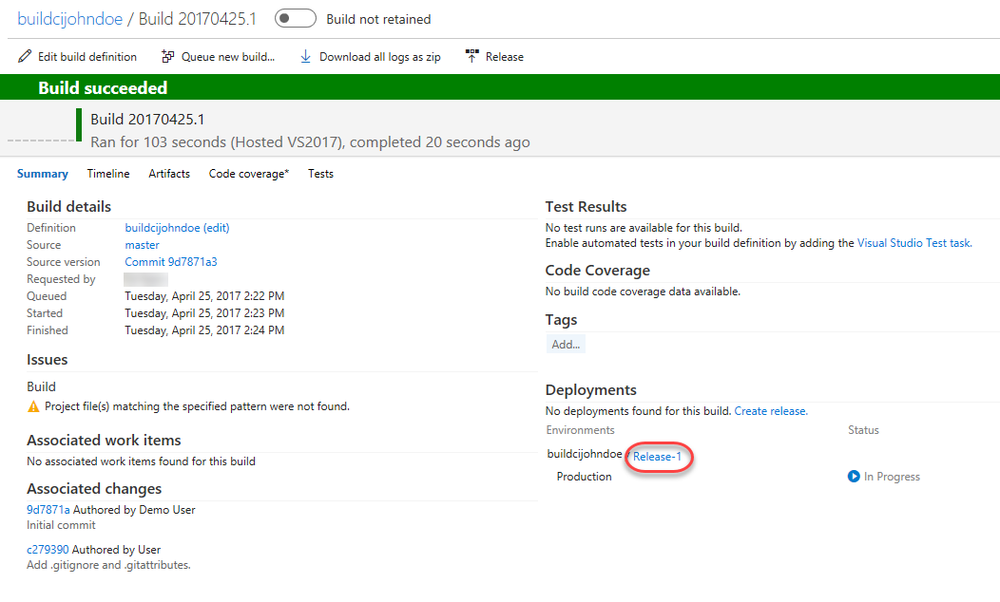 buildcijohndoe / Build 20170425.1 Build not retained
Edit build definition Queue new build... Download all logs as zip Release
Build succeeded
Build 20170425.1
Ran for 103 seconds (Hosted VS2017), completed 20 seconds ago
Summary Timeline Artifacts Code coverage* Tests
Build details
Definition buildcijohndoe (edit)
Source master
Source version Commit 9d7871a3
Requested by
Queued Tuesday, April 25, 2017 2:22 PM
Started Tuesday, April 25, 2017 2:23 PM
Finished Tuesday, April 25, 2017 2:24 PM
Issues
Build
Project file(s) matching the specified pattern were not found.
Associated work items
No associated work items found for this build
Associated changes
9d7871a Authored by Demo User
Initial commit
c279390 Authored by User
Add .gitignore and .gitattributes.
Test Results
No test runs are available for this build.
Enable automated tests in your build definition by adding the Visual Studio Test task.
Code Coverage
No build code coverage data available.
Tags
Add...
Deployments
No deployments found for this build. Create release.
Environments Status
buildcijohndoe / Release-1
Production In Progress